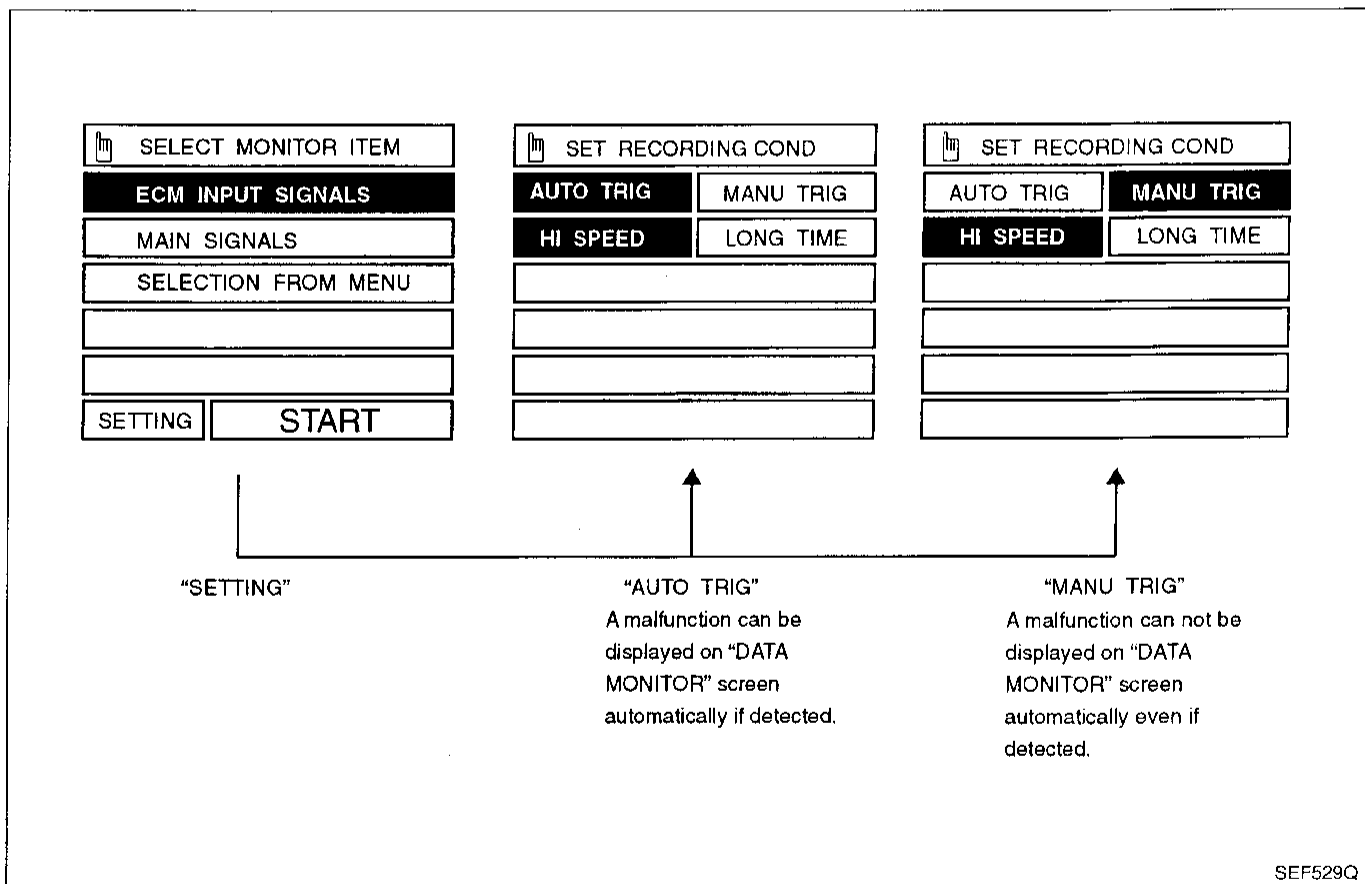 SELECT MONITOR ITEM
ECM INPUT SIGNALS
MAIN SIGNALS
SELECTION FROM MENU
SETTING START
SET RECORDING COND
AUTO TRIG MANU TRIG
HI SPEED LONG TIME
SET RECORDING COND
AUTO TRIG MANU TRIG
HI SPEED LONG TIME
"SETTING"
"AUTO TRIG"
A malfunction can be
displayed on "DATA
MONITOR" screen
automatically if detected.
"MANU TRIG"
A malfunction can not be
displayed on "DATA
MONITOR" screen
automatically even if
detected.
SEF529Q